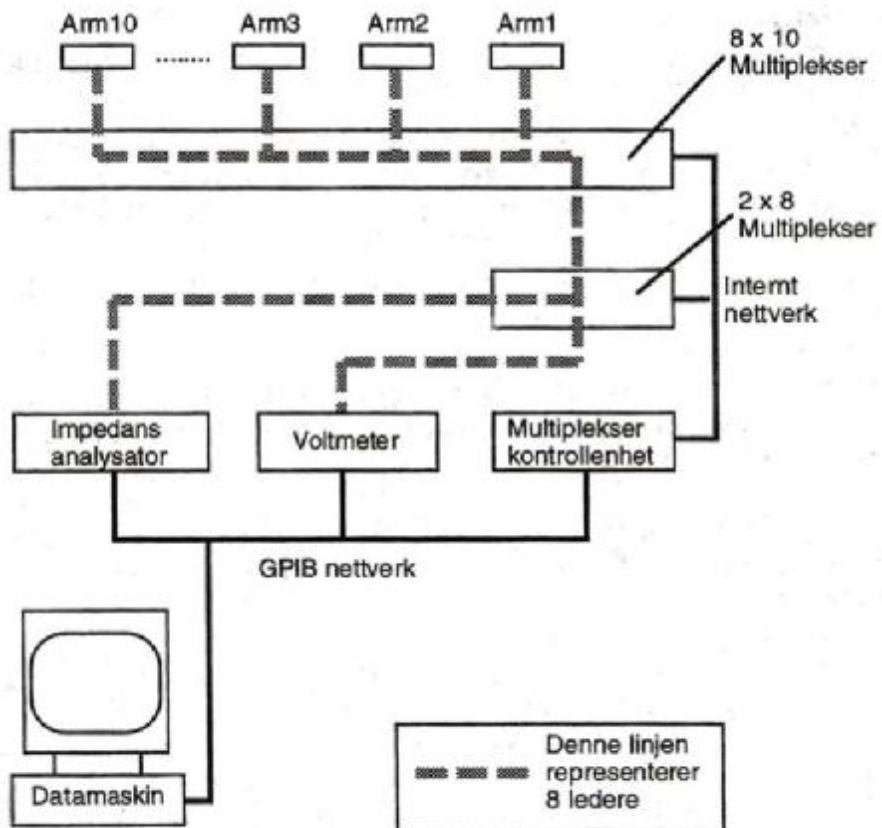 Arm10
Arm3
Arm2
Arm1
8 x 10
Multiplekser
2 x 8
Multiplekser
Internt
nettverk
Impedans
analysator
Voltmeter
Multiplekser
kontrollenhet
GPIB nettverk
Datamaskin
Denne linjen
representerer
8 ledere